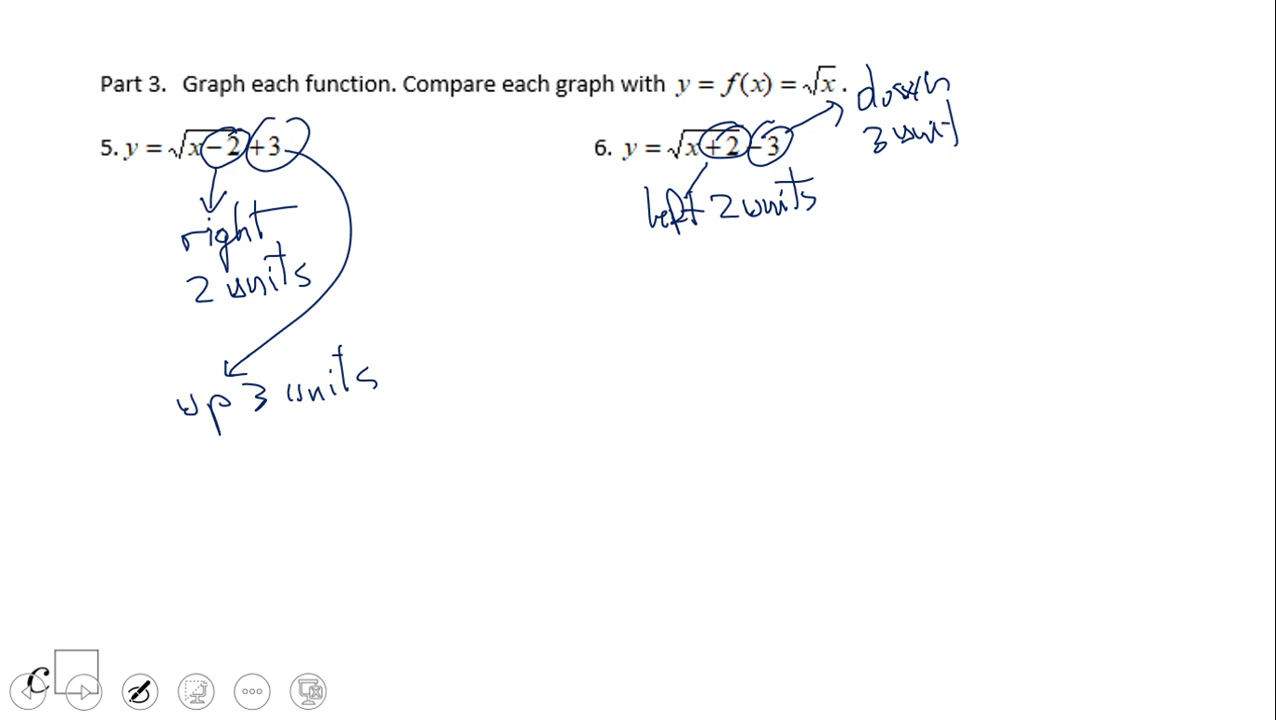 Part 3. Graph each function. Compare each graph with y = f(x) = √x.
5. y = √x − 2 + 3
right
2 units
up 3 units
6. y = √x + 2 − 3
down
3 unit
left 2 units
C